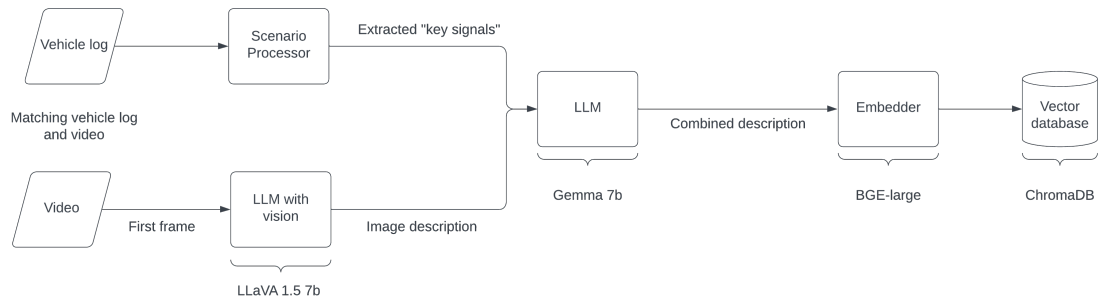 Vehicle log
Scenario
Processor
Extracted "key signals"
Matching vehicle log
and video
LLM
Combined description
Embedder
Vector
database
Video
First frame
LLM with
vision
Image description
Gemma 7b
BGE-large
ChromaDB
LLaVA 1.5 7b